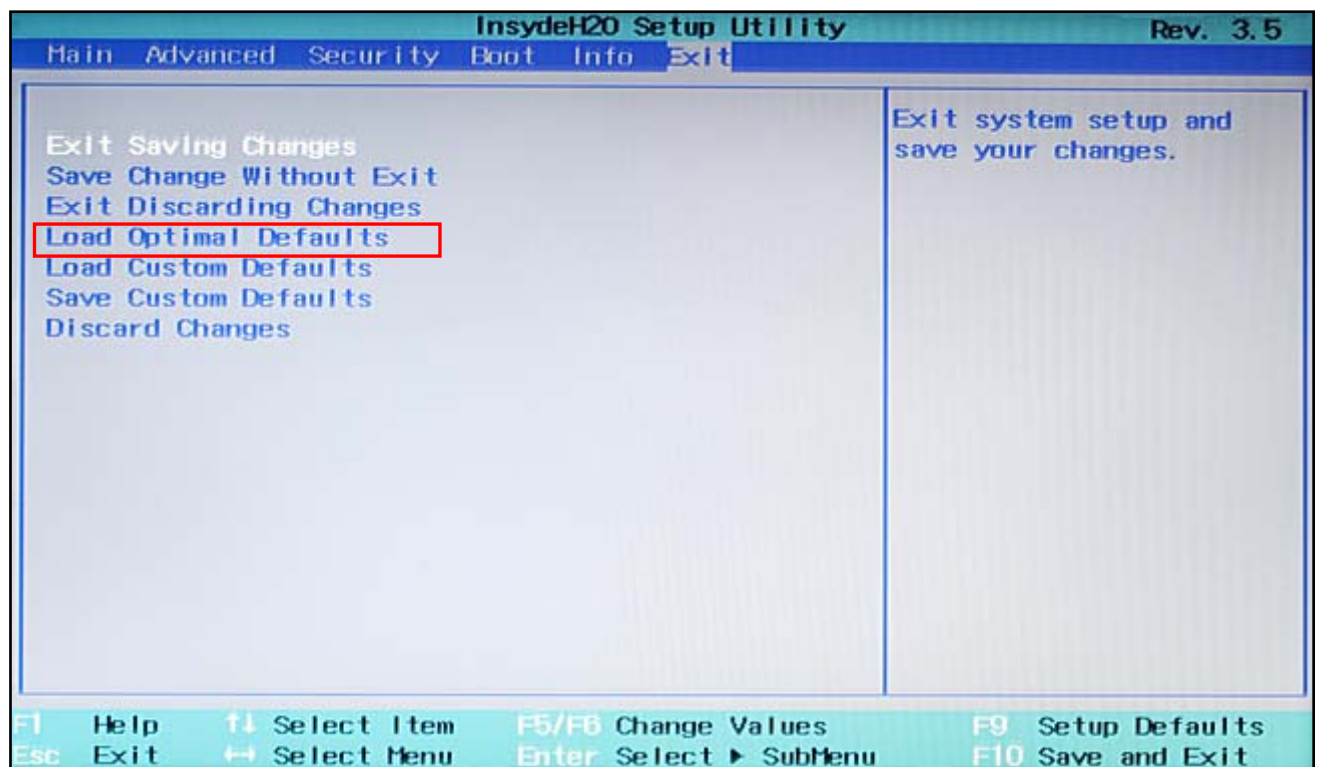 InsydeH20 Setup Utility Rev. 3.5
Main Advanced Security Boot Info Exit
Exit Saving Changes
Save Change Without Exit
Exit Discarding Changes
Load Optimal Defaults
Load Custom Defaults
Save Custom Defaults
Discard Changes
Exit system setup and
save your changes.
F1 Help ↑↓ Select Item F5/F6 Change Values F9 Setup Defaults
Esc Exit ↔ Select Menu Enter Select ▶ SubMenu F10 Save and Exit